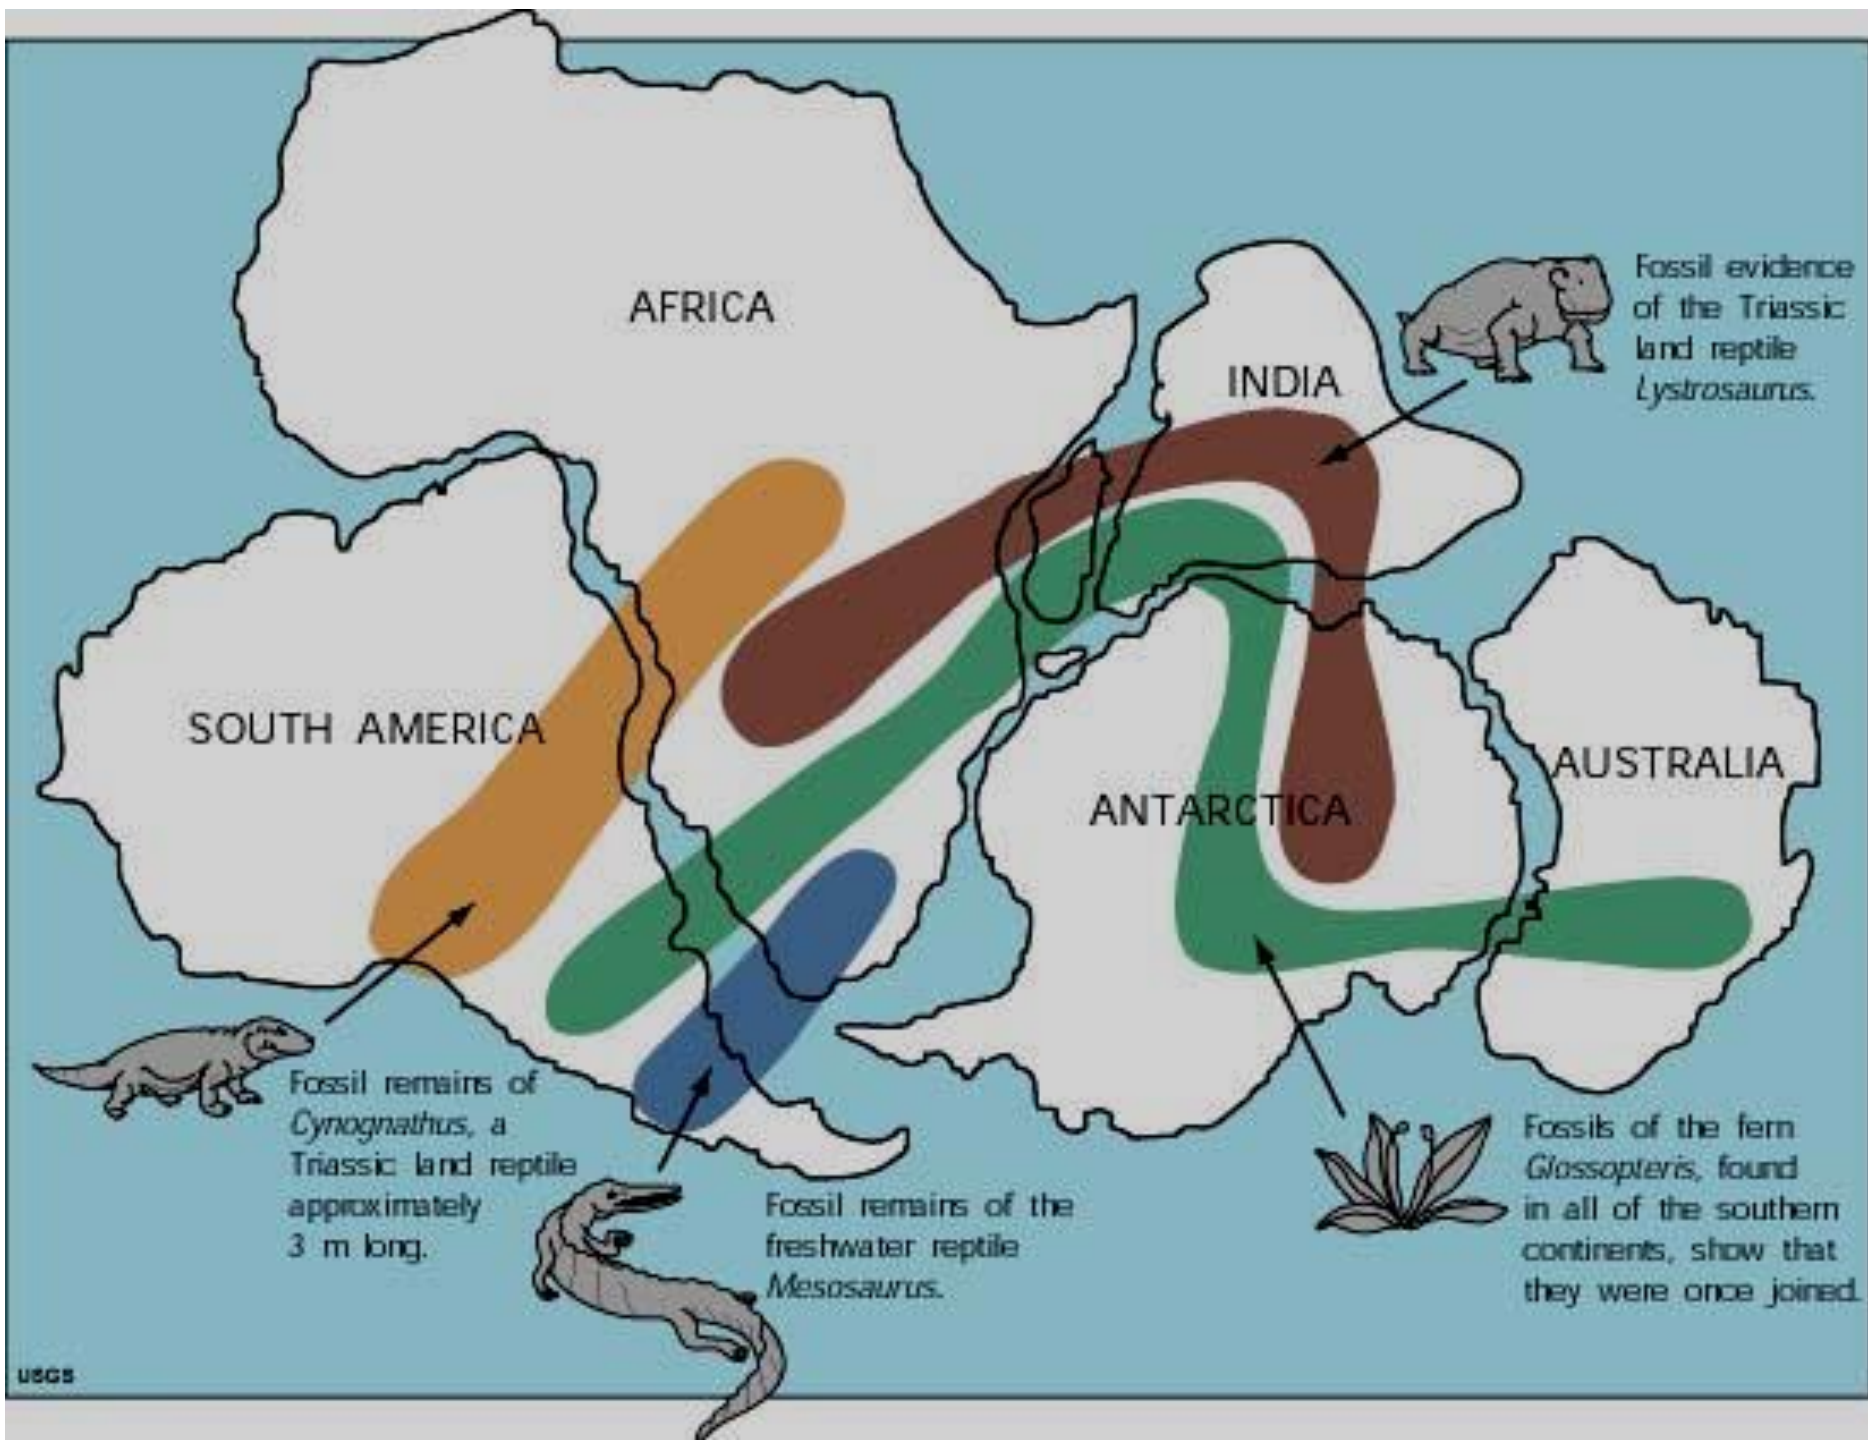 AFRICA
INDIA
Fossil evidence
of the Triassic
land reptile
Lystrosaurus.
SOUTH AMERICA
ANTARCTICA
AUSTRALIA
Fossil remains of
Cynognathus, a
Triassic land reptile
approximately
3 m long.
Fossil remains of the
freshwater reptile
Mesosaurus.
Fossils of the fern
Glossopteris, found
in all of the southern
continents, show that
they were once joined.
USGS